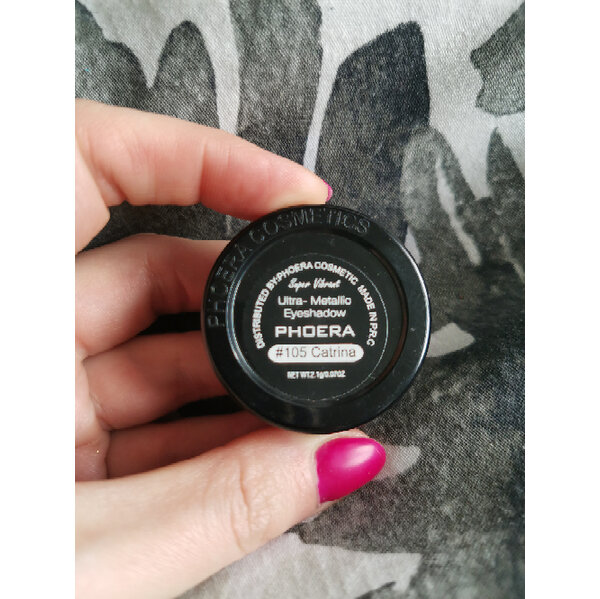 PHOERA COSMETICS
DISTRIBUTED BY:PHOERA COSMETIC MADE IN P.R.C
Super Vibrant
Ultra- Metallic
Eyeshadow
PHOERA
#105 Catrina
NET WT.2.1g/0.07OZ